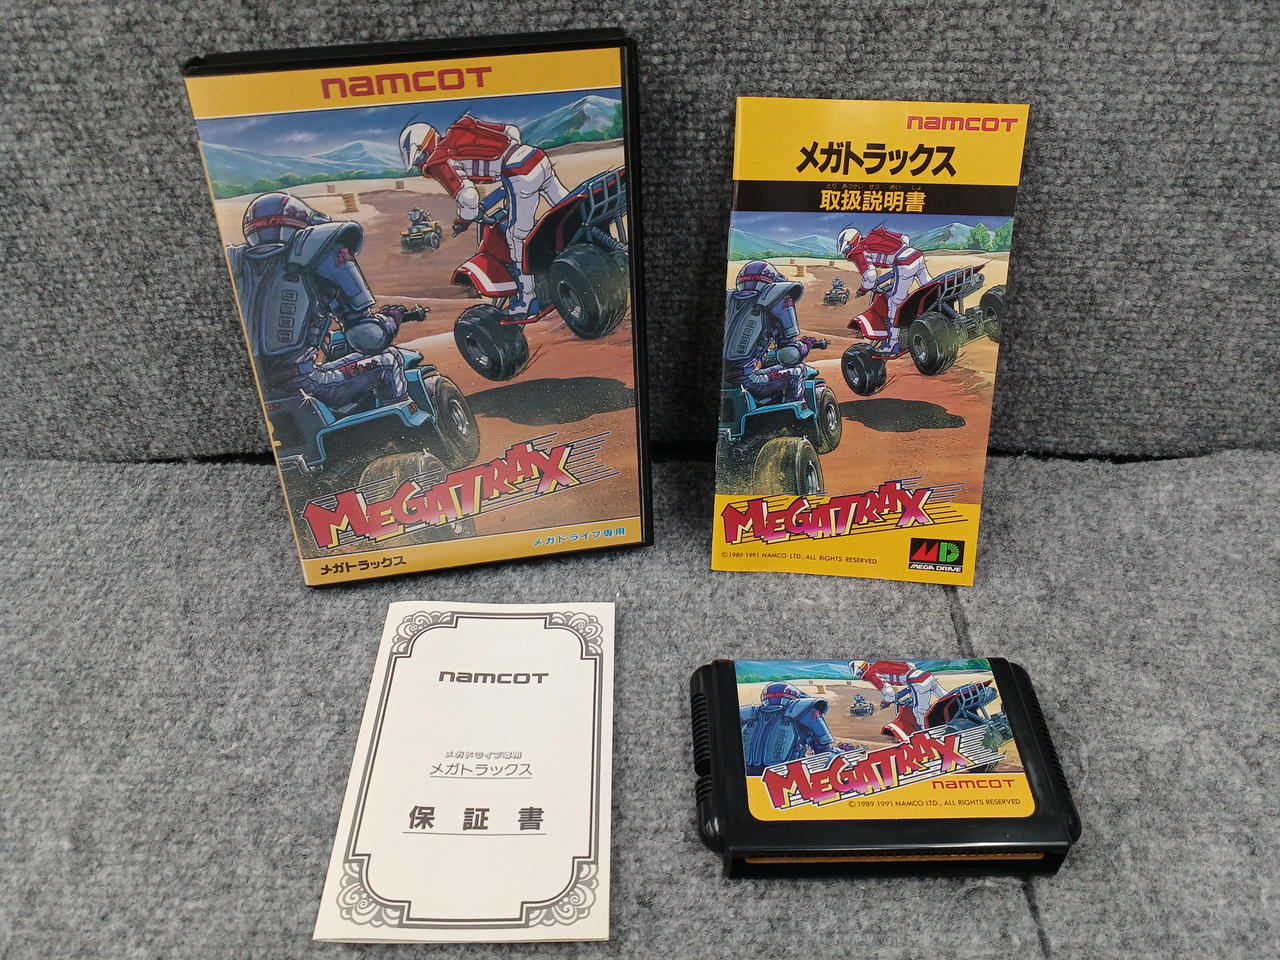 namcot
MEGATRAX
メガドライブ専用
メガトラックス
namcot
メガトラックス
とり あつかい せつ めい しょ
取扱説明書
MEGATRAX
©1989 1991 NAMCO LTD., ALL RIGHTS RESERVED
MD
MEGA DRIVE
namcot
メガドライブ専用
メガトラックス
保証書
MEGATRAX
namcot
©1989 1991 NAMCO LTD., ALL RIGHTS RESERVED